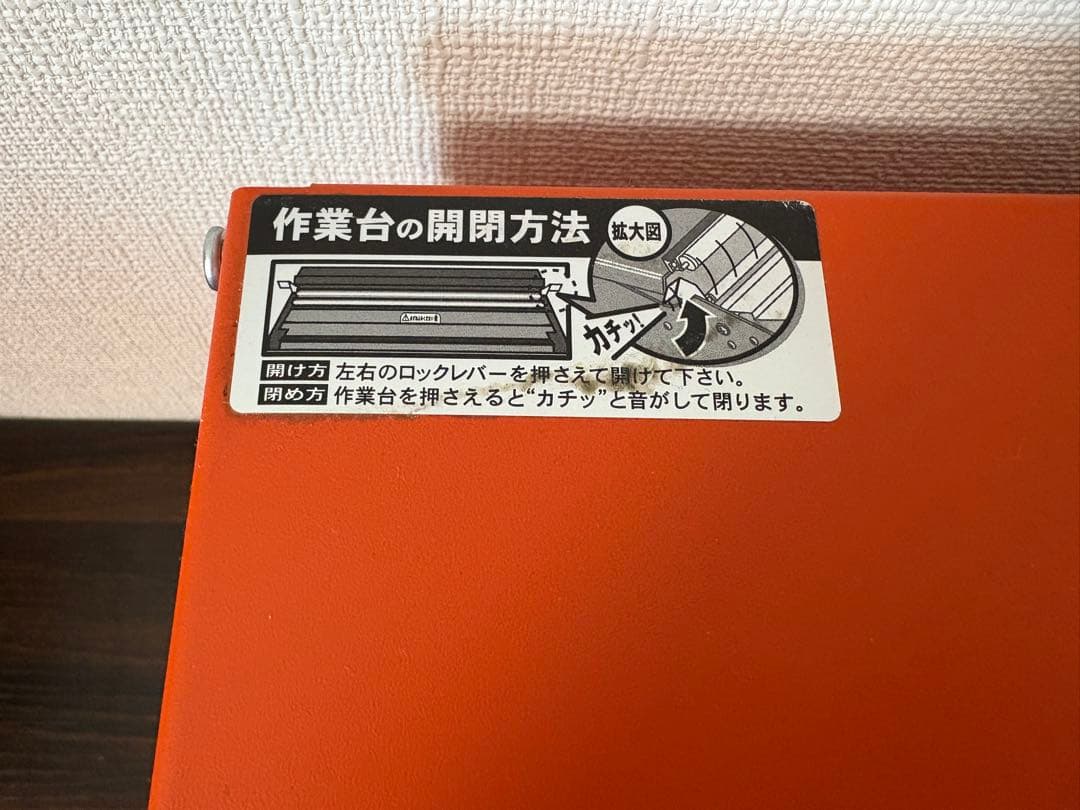 作業台の開閉方法
拡大図
カチッ!
開け方 左右のロックレバーを押さえて開けて下さい。
閉め方 作業台を押さえると“カチッ”と音がして閉ります。